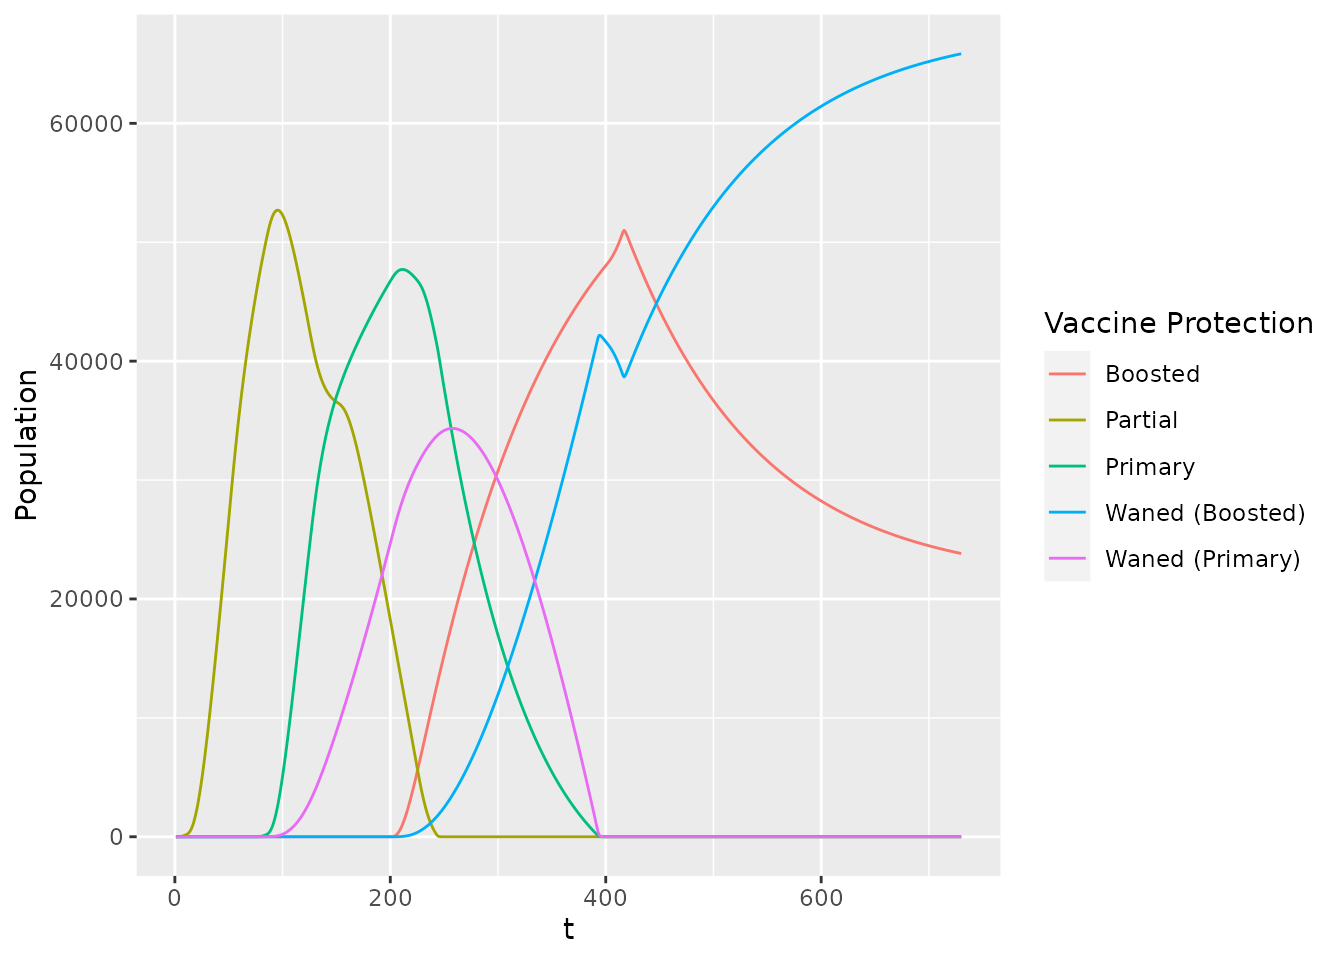 60000
40000
20000
0
Population
0
200
400
600
t
Vaccine Protection
Boosted
Partial
Primary
Waned (Boosted)
Waned (Primary)